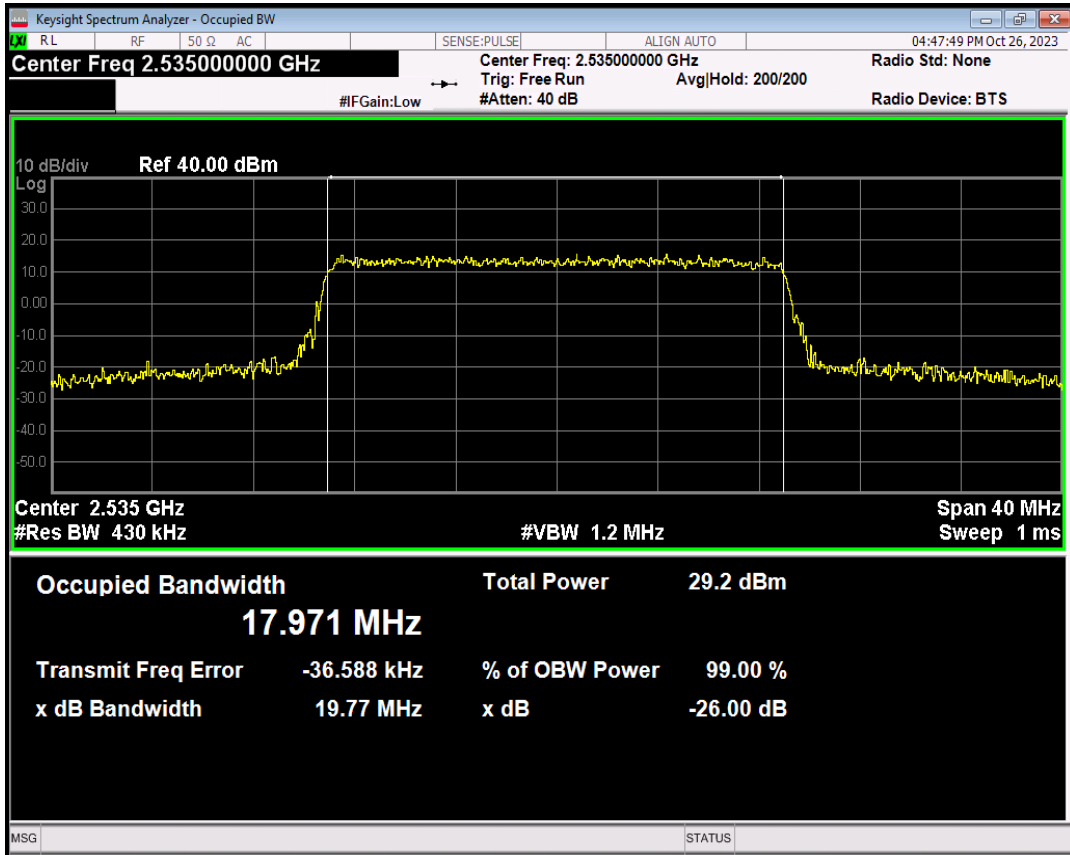 Keysight Spectrum Analyzer - Occupied BW
LXI RL RF 50 Ω AC SENSE:PULSE ALIGN AUTO 04:47:49 PM Oct 26, 2023
Center Freq 2.535000000 GHz Center Freq: 2.535000000 GHz Radio Std: None
Trig: Free Run Avg|Hold: 200/200
#IFGain:Low #Atten: 40 dB Radio Device: BTS
10 dB/div Ref 40.00 dBm
Log
30.0
20.0
10.0
0.00
-10.0
-20.0
-30.0
-40.0
-50.0
Center 2.535 GHz Span 40 MHz
#Res BW 430 kHz #VBW 1.2 MHz Sweep 1 ms
Occupied Bandwidth Total Power 29.2 dBm
17.971 MHz
Transmit Freq Error -36.588 kHz % of OBW Power 99.00 %
x dB Bandwidth 19.77 MHz x dB -26.00 dB
MSG STATUS